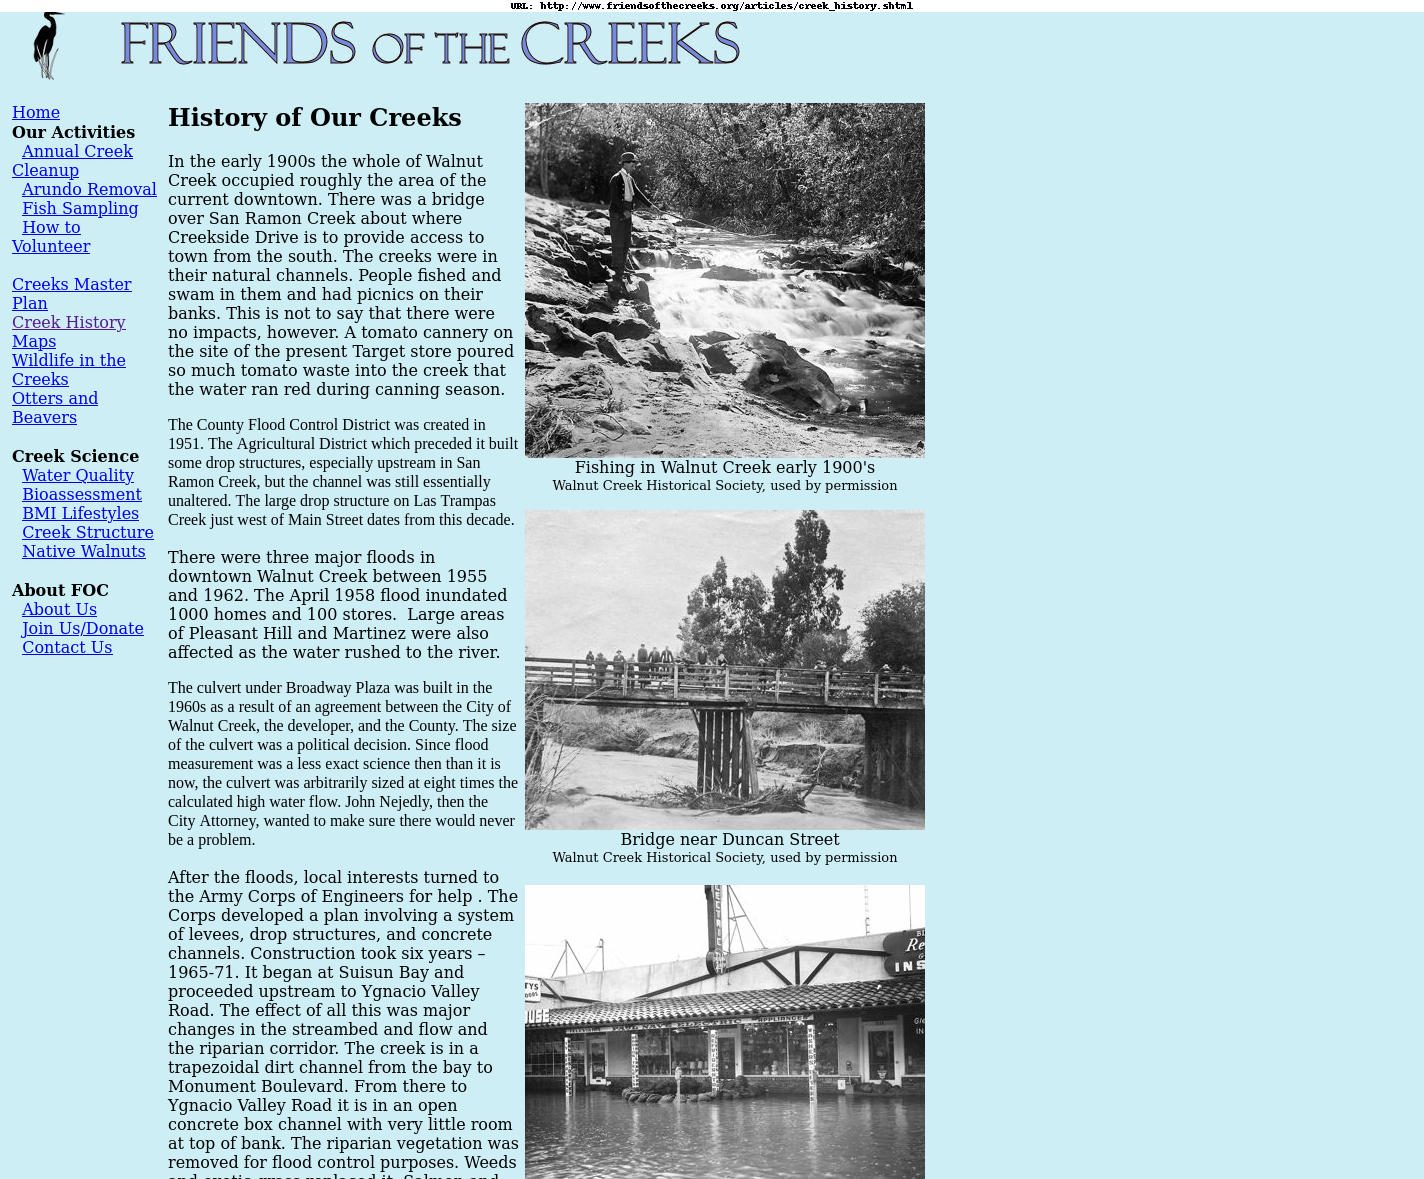 URL: http://www.friendsofthecreeks.org/articles/creek_history.shtml
FRIENDS OF THE CREEKS
Home
Our Activities
Annual Creek
Cleanup
Arundo Removal
Fish Sampling
How to
Volunteer
Creeks Master
Plan
Creek History
Maps
Wildlife in the
Creeks
Otters and
Beavers
Creek Science
Water Quality
Bioassessment
BMI Lifestyles
Creek Structure
Native Walnuts
About FOC
About Us
Join Us/Donate
Contact Us
History of Our Creeks
In the early 1900s the whole of Walnut
Creek occupied roughly the area of the
current downtown. There was a bridge
over San Ramon Creek about where
Creekside Drive is to provide access to
town from the south. The creeks were in
their natural channels. People fished and
swam in them and had picnics on their
banks. This is not to say that there were
no impacts, however. A tomato cannery on
the site of the present Target store poured
so much tomato waste into the creek that
the water ran red during canning season.
The County Flood Control District was created in
1951. The Agricultural District which preceded it built
some drop structures, especially upstream in San
Ramon Creek, but the channel was still essentially
unaltered. The large drop structure on Las Trampas
Creek just west of Main Street dates from this decade.
There were three major floods in
downtown Walnut Creek between 1955
and 1962. The April 1958 flood inundated
1000 homes and 100 stores.  Large areas
of Pleasant Hill and Martinez were also
affected as the water rushed to the river.
The culvert under Broadway Plaza was built in the
1960s as a result of an agreement between the City of
Walnut Creek, the developer, and the County. The size
of the culvert was a political decision. Since flood
measurement was a less exact science then than it is
now, the culvert was arbitrarily sized at eight times the
calculated high water flow. John Nejedly, then the
City Attorney, wanted to make sure there would never
be a problem.
After the floods, local interests turned to
the Army Corps of Engineers for help . The
Corps developed a plan involving a system
of levees, drop structures, and concrete
channels. Construction took six years –
1965-71. It began at Suisun Bay and
proceeded upstream to Ygnacio Valley
Road. The effect of all this was major
changes in the streambed and flow and
the riparian corridor. The creek is in a
trapezoidal dirt channel from the bay to
Monument Boulevard. From there to
Ygnacio Valley Road it is in an open
concrete box channel with very little room
at top of bank. The riparian vegetation was
removed for flood control purposes. Weeds
and exotic grass replaced it. Salmon and
Fishing in Walnut Creek early 1900's
Walnut Creek Historical Society, used by permission
Bridge near Duncan Street
Walnut Creek Historical Society, used by permission
ELECTRIC
APPLIANCES